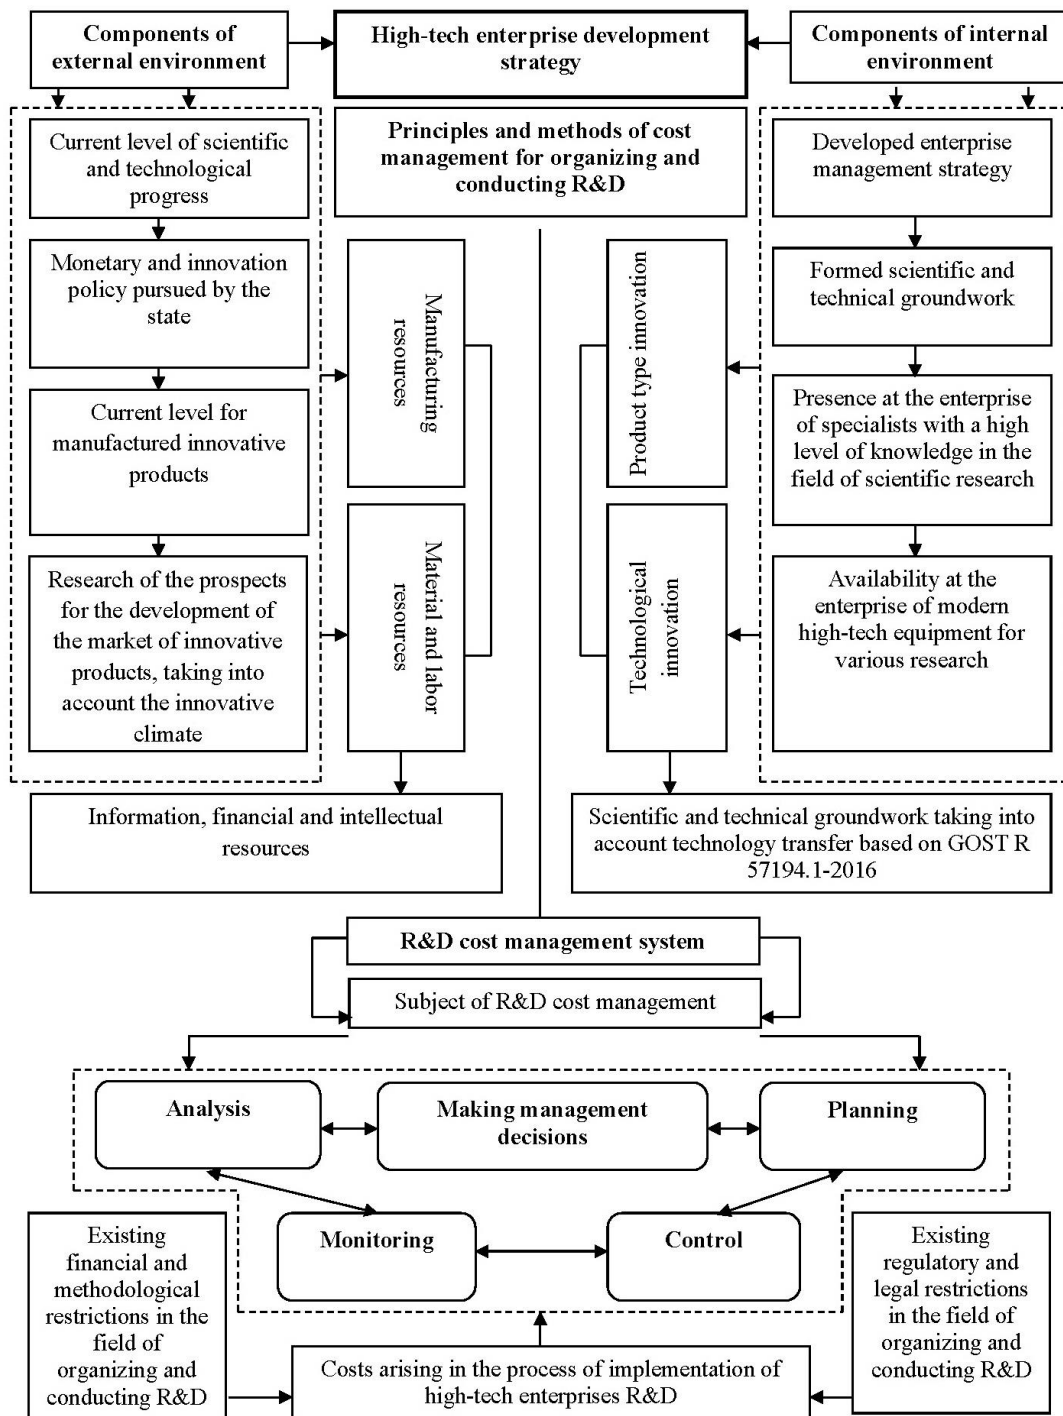 Components of
external environment
High-tech enterprise development
strategy
Components of internal
environment
Current level of scientific
and technological
progress
Principles and methods of cost
management for organizing and
conducting R&D
Developed enterprise
management strategy
Monetary and innovation
policy pursued by the
state
Manufacturing
resources
Product type innovation
Formed scientific and
technical groundwork
Current level for
manufactured innovative
products
Presence at the enterprise
of specialists with a high
level of knowledge in the
field of scientific research
Research of the prospects
for the development of
the market of innovative
products, taking into
account the innovative
climate
Material and labor
resources
Technological
innovation
Availability at the
enterprise of modern
high-tech equipment for
various research
Information, financial and intellectual
resources
Scientific and technical groundwork taking into
account technology transfer based on GOST R
57194.1-2016
R&D cost management system
Subject of R&D cost management
Analysis
Making management
decisions
Planning
Monitoring
Control
Existing
financial and
methodological
restrictions in the
field of
organizing and
conducting R&D
Existing
regulatory and
legal restrictions
in the field of
organizing and
conducting R&D
Costs arising in the process of implementation of
high-tech enterprises R&D